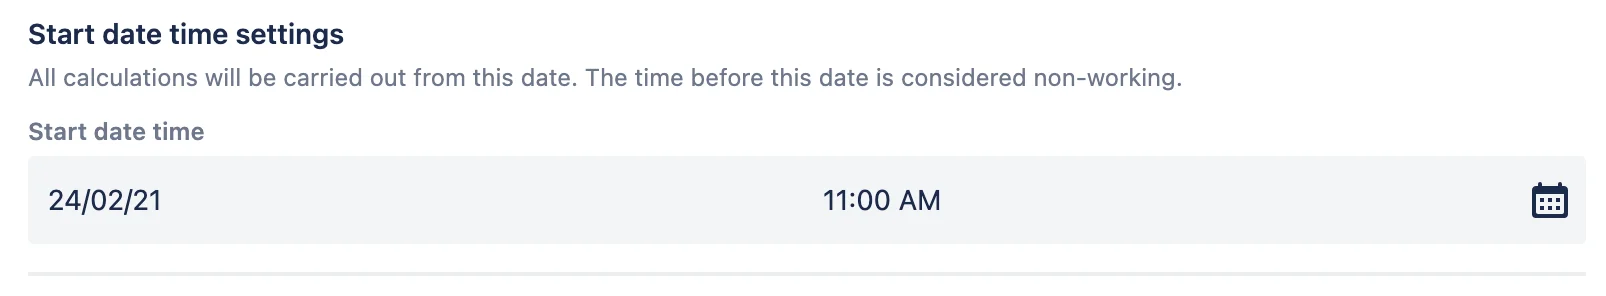 Start date time settings
All calculations will be carried out from this date. The time before this date is considered non-working.
Start date time
24/02/21 11:00 AM